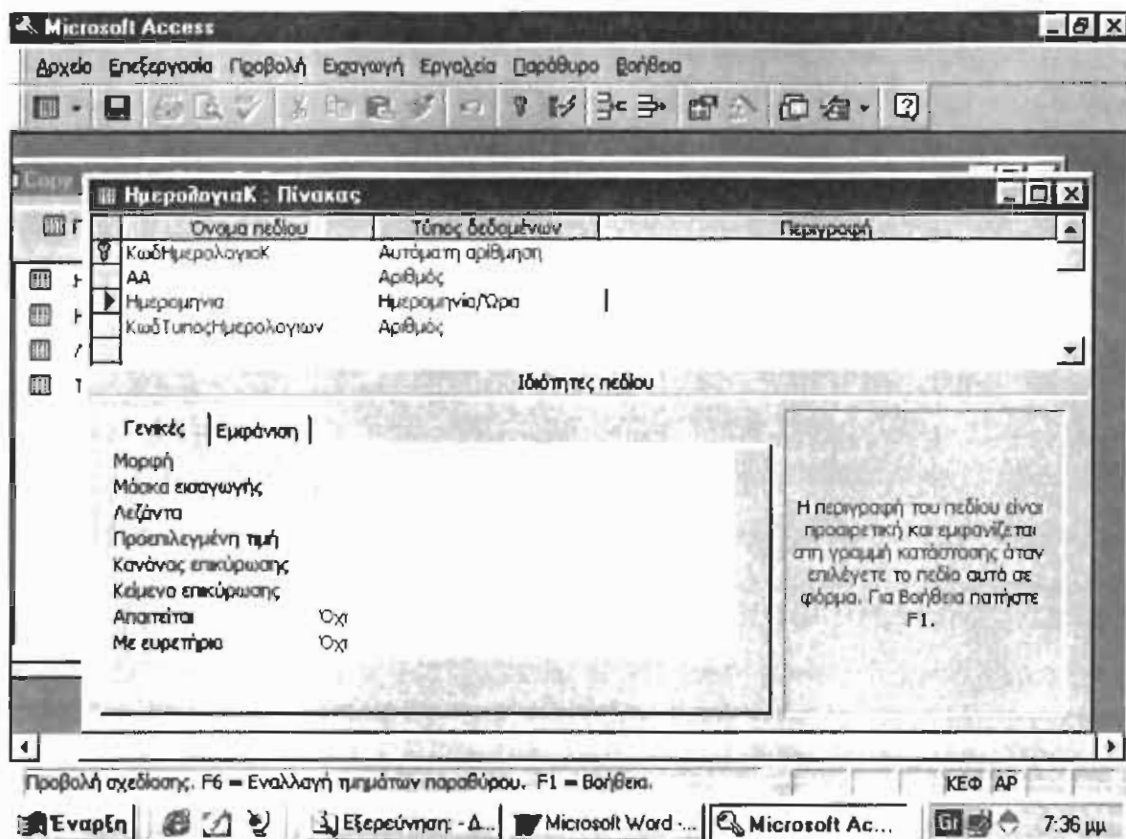 Microsoft Access
Αρχείο Επεξεργασία Προβολή Εισαγωγή Εργαλεία Παράθυρο Βοήθεια
Copy
ΗμερολογιαΚ : Πίνακας
Όνομα πεδίου Τύπος δεδομένων Περιγραφή
ΚωδΗμερολογιαΚ Αυτόματη αρίθμηση
ΑΑ Αριθμός
Ημερομηνια Ημερομηνία/Ώρα
ΚωδΤυποςΗμερολογιων Αριθμός
Ιδιότητες πεδίου
Γενικές Εμφάνιση
Μορφή
Μάσκα εισαγωγής
Λεζάντα
Προεπιλεγμένη τιμή
Κανόνας επικύρωσης
Κείμενο επικύρωσης
Απαιτείται Όχι
Με ευρετήριο Όχι
Η περιγραφή του πεδίου είναι
προαιρετική και εμφανίζεται
στη γραμμή κατάστασης όταν
επιλέγετε το πεδίο αυτό σε
φόρμα. Για Βοήθεια πατήστε
F1.
Προβολή σχεδίασης. F6 = Εναλλαγή τμημάτων παραθύρου. F1 = Βοήθεια. ΚΕΦ ΑΡ
Έναρξη Εξερεύνηση: - Δ... Microsoft Word -... Microsoft Ac... Gr 7:36 μμ